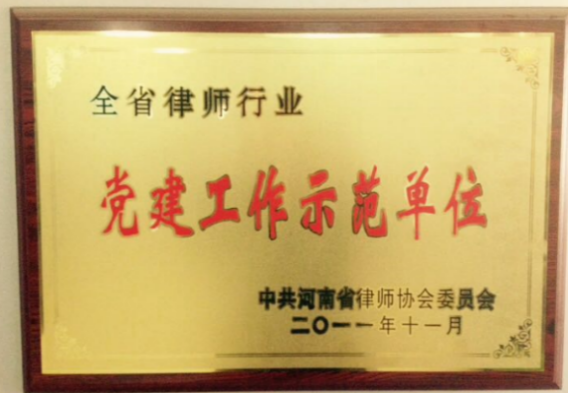 全省律师行业
党建工作示范单位
中共河南省律师协会委员会
二〇一一年十一月